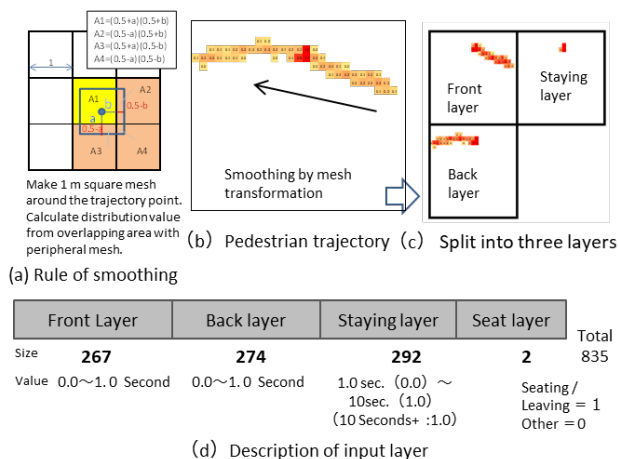 A1=(0.5+a)(0.5+b)
A2=(0.5-a)(0.5+b)
A3=(0.5+a)(0.5-b)
A4=(0.5-a)(0.5-b)
1
A1
A2
b
a
0.5-b
0.5-a
A3
A4
Make 1 m square mesh
around the trajectory point.
Calculate distribution value
from overlapping area with
peripheral mesh.
(a) Rule of smoothing
Smoothing by mesh
transformation
(b) Pedestrian trajectory
Front
layer
Staying
layer
Back
layer
(c) Split into three layers
Front Layer Back layer Staying layer Seat layer
Total
Size 267 274 292 2 835
Value 0.0～1.0 Second 0.0～1.0 Second 1.0 sec. (0.0) ～
10sec. (1.0)
(10 Seconds+ :1.0)
Seating /
Leaving = 1
Other =0
(d) Description of input layer